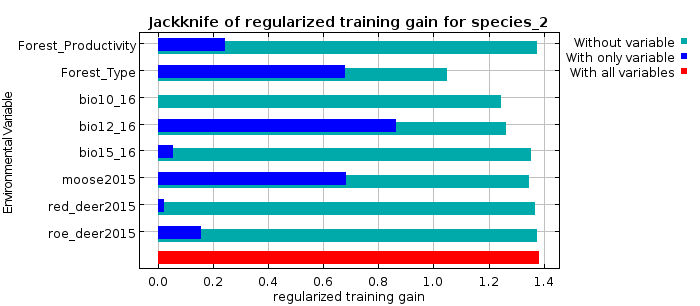 Jackknife of regularized training gain for species_2
Environmental Variable
Forest_Productivity
Forest_Type
bio10_16
bio12_16
bio15_16
moose2015
red_deer2015
roe_deer2015
Without variable
With only variable
With all variables
0.0 0.2 0.4 0.6 0.8 1.0 1.2 1.4
regularized training gain